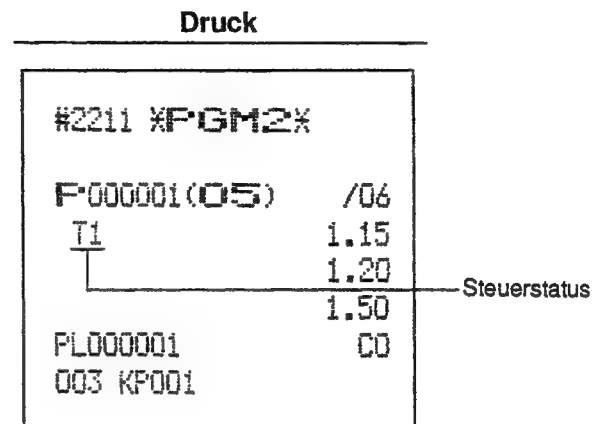 Druck
#2211 *PGM2*
P000001(05) /06
T1 1.15
1.20
Steuerstatus
1.50
PL000001 C0
003 KP001